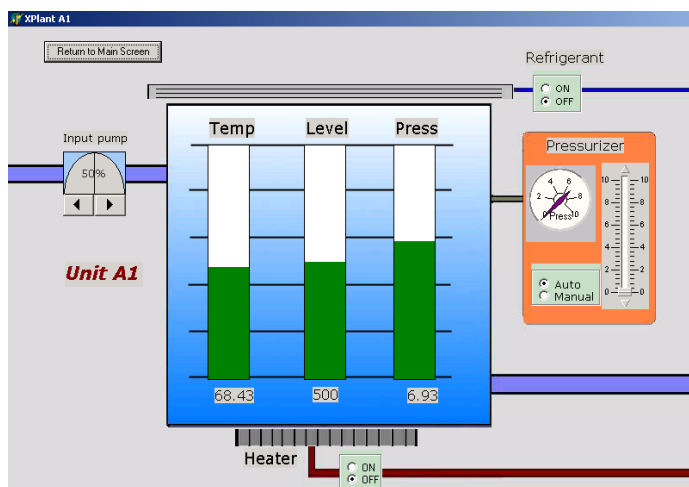 XPlant A1
Return to Main Screen
Refrigerant
ON
OFF
Temp Level Press
Input pump
50%
Pressurizer
0 2 4 6 8 10
Press
10 10
8 8
6 6
4 4
2 2
0 0
Auto
Manual
Unit A1
68.43 500 6.93
Heater
ON
OFF